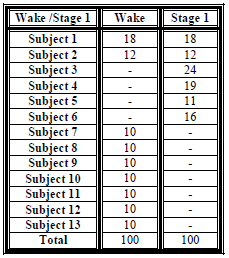 Wake /Stage 1 Wake Stage 1
Subject 1 18 18
Subject 2 12 12
Subject 3 - 24
Subject 4 - 19
Subject 5 - 11
Subject 6 - 16
Subject 7 10 -
Subject 8 10 -
Subject 9 10 -
Subject 10 10 -
Subject 11 10 -
Subject 12 10 -
Subject 13 10 -
Total 100 100